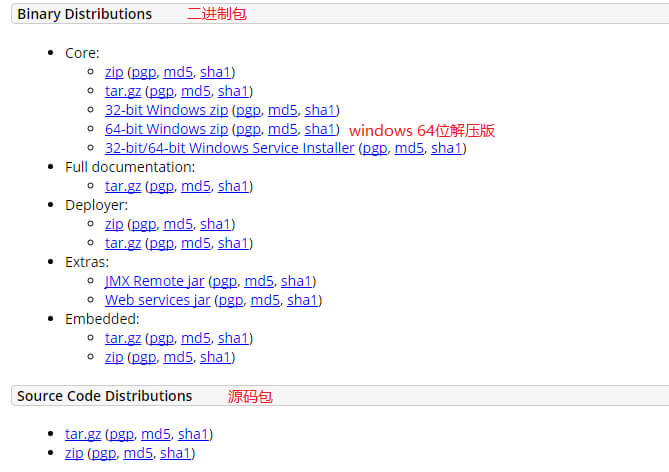 Binary Distributions 二进制包
Core:
zip (pgp, md5, sha1)
tar.gz (pgp, md5, sha1)
32-bit Windows zip (pgp, md5, sha1)
64-bit Windows zip (pgp, md5, sha1) windows 64位解压版
32-bit/64-bit Windows Service Installer (pgp, md5, sha1)
Full documentation:
tar.gz (pgp, md5, sha1)
Deployer:
zip (pgp, md5, sha1)
tar.gz (pgp, md5, sha1)
Extras:
JMX Remote jar (pgp, md5, sha1)
Web services jar (pgp, md5, sha1)
Embedded:
tar.gz (pgp, md5, sha1)
zip (pgp, md5, sha1)
Source Code Distributions 源码包
tar.gz (pgp, md5, sha1)
zip (pgp, md5, sha1)